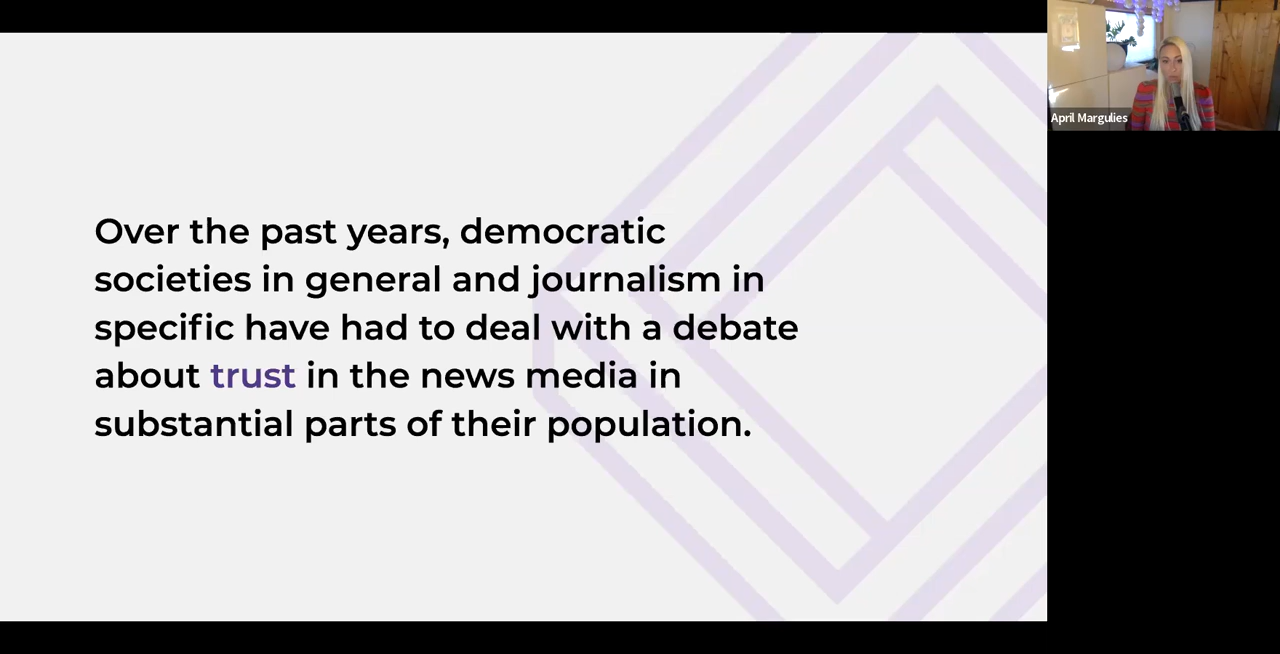 Over the past years, democratic
societies in general and journalism in
specific have had to deal with a debate
about trust in the news media in
substantial parts of their population.
April Margulies